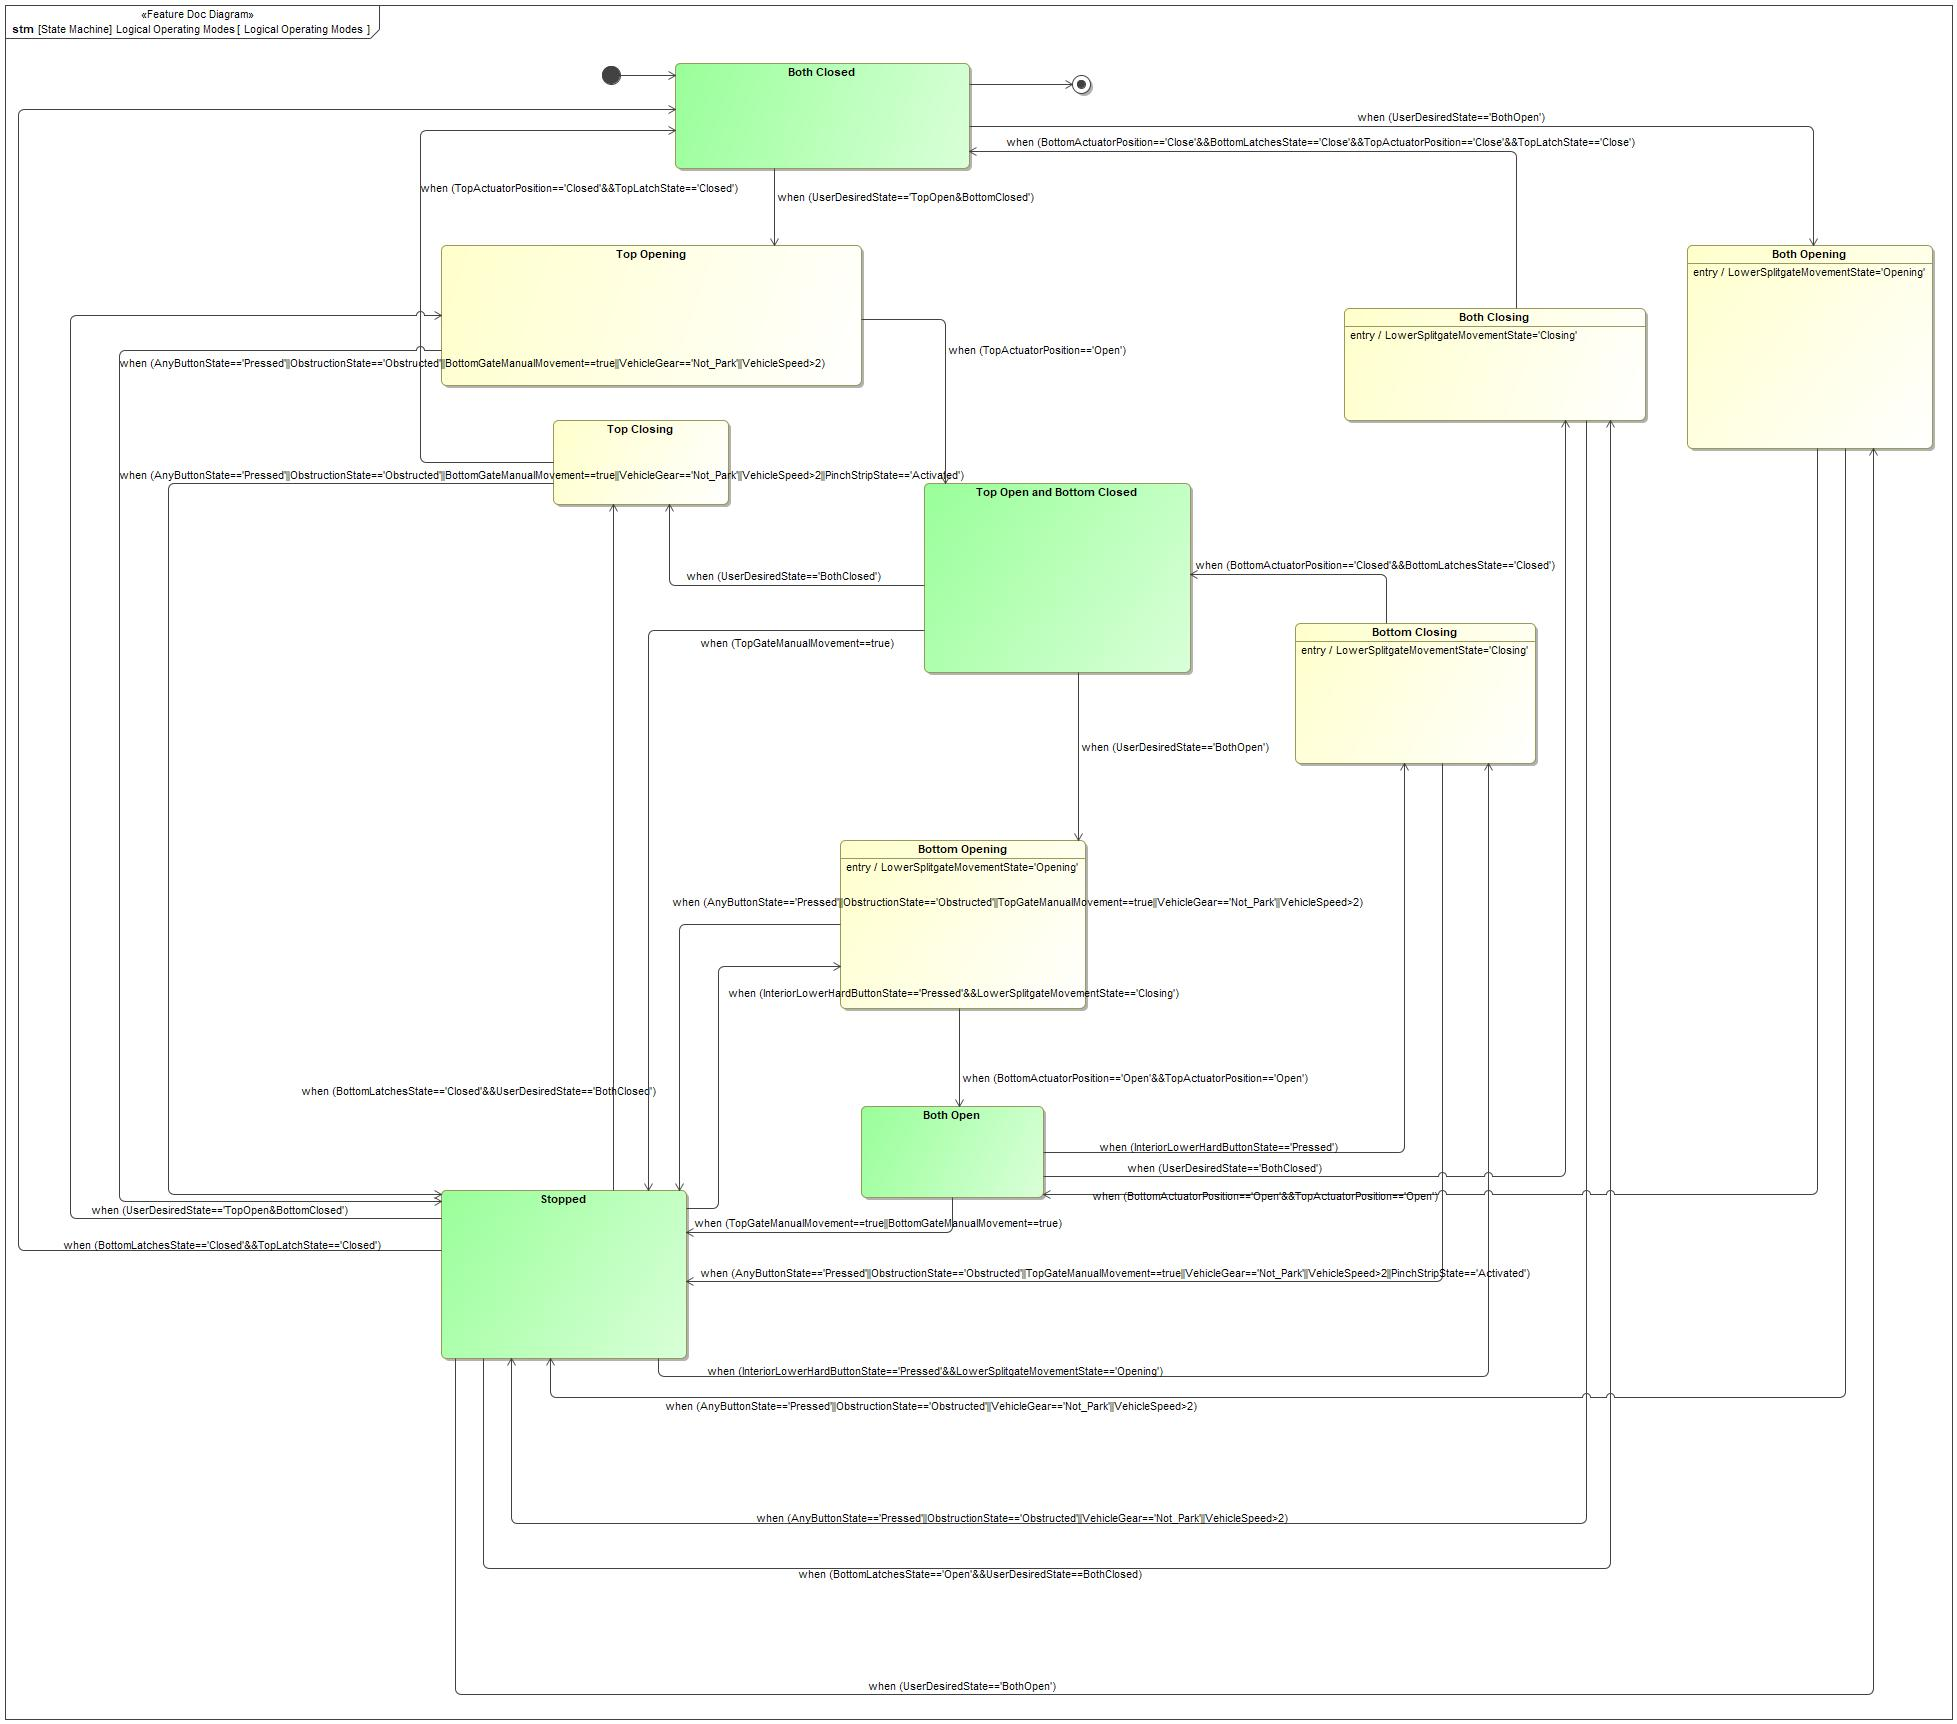 «Feature Doc Diagram»
stm [State Machine] Logical Operating Modes [ Logical Operating Modes ]
Both Closed
when (UserDesiredState=='BothOpen')
when (BottomActuatorPosition=='Close'&&BottomLatchesState=='Close'&&TopActuatorPosition=='Close'&&TopLatchState=='Close')
when (TopActuatorPosition=='Closed'&&TopLatchState=='Closed')
when (UserDesiredState=='TopOpen&BottomClosed')
Top Opening
Both Opening
entry / LowerSplitgateMovementState='Opening'
Both Closing
entry / LowerSplitgateMovementState='Closing'
when (TopActuatorPosition=='Open')
when (AnyButtonState=='Pressed'||ObstructionState=='Obstructed'||BottomGateManualMovement==true||VehicleGear=='Not_Park'||VehicleSpeed>2)
Top Closing
when (AnyButtonState=='Pressed'||ObstructionState=='Obstructed'||BottomGateManualMovement==true||VehicleGear=='Not_Park'||VehicleSpeed>2||PinchStripState=='Activated')
Top Open and Bottom Closed
when (BottomActuatorPosition=='Closed'&&BottomLatchesState=='Closed')
when (UserDesiredState=='BothClosed')
Bottom Closing
entry / LowerSplitgateMovementState='Closing'
when (TopGateManualMovement==true)
when (UserDesiredState=='BothOpen')
Bottom Opening
entry / LowerSplitgateMovementState='Opening'
when (AnyButtonState=='Pressed'||ObstructionState=='Obstructed'||TopGateManualMovement==true||VehicleGear=='Not_Park'||VehicleSpeed>2)
when (InteriorLowerHardButtonState=='Pressed'&&LowerSplitgateMovementState=='Closing')
when (BottomActuatorPosition=='Open'&&TopActuatorPosition=='Open')
when (BottomLatchesState=='Closed'&&UserDesiredState=='BothClosed')
Both Open
when (InteriorLowerHardButtonState=='Pressed')
when (UserDesiredState=='BothClosed')
when (BottomActuatorPosition=='Open'&&TopActuatorPosition=='Open')
Stopped
when (UserDesiredState=='TopOpen&BottomClosed')
when (TopGateManualMovement==true||BottomGateManualMovement==true)
when (BottomLatchesState=='Closed'&&TopLatchState=='Closed')
when (AnyButtonState=='Pressed'||ObstructionState=='Obstructed'||TopGateManualMovement==true||VehicleGear=='Not_Park'||VehicleSpeed>2||PinchStripState=='Activated')
when (InteriorLowerHardButtonState=='Pressed'&&LowerSplitgateMovementState=='Opening')
when (AnyButtonState=='Pressed'||ObstructionState=='Obstructed'||VehicleGear=='Not_Park'||VehicleSpeed>2)
when (AnyButtonState=='Pressed'||ObstructionState=='Obstructed'||VehicleGear=='Not_Park'||VehicleSpeed>2)
when (BottomLatchesState=='Open'&&UserDesiredState==BothClosed)
when (UserDesiredState=='BothOpen')